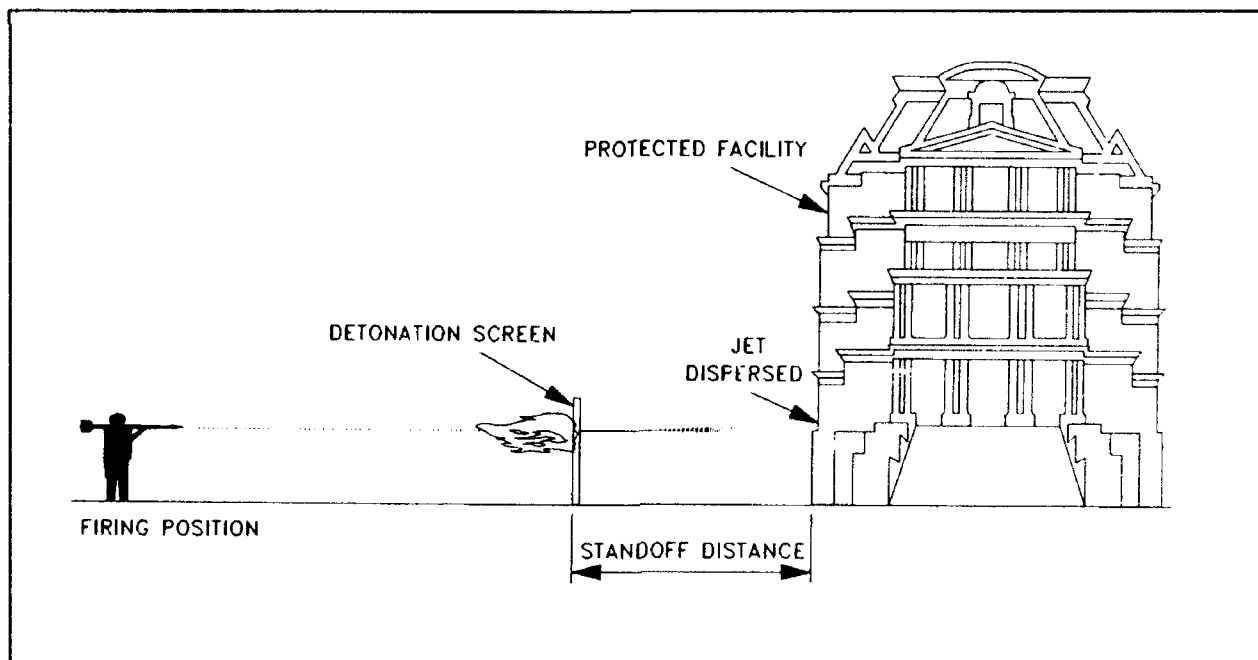 PROTECTED FACILITY
DETONATION SCREEN
JET
DISPERSED
FIRING POSITION
STANDOFF DISTANCE